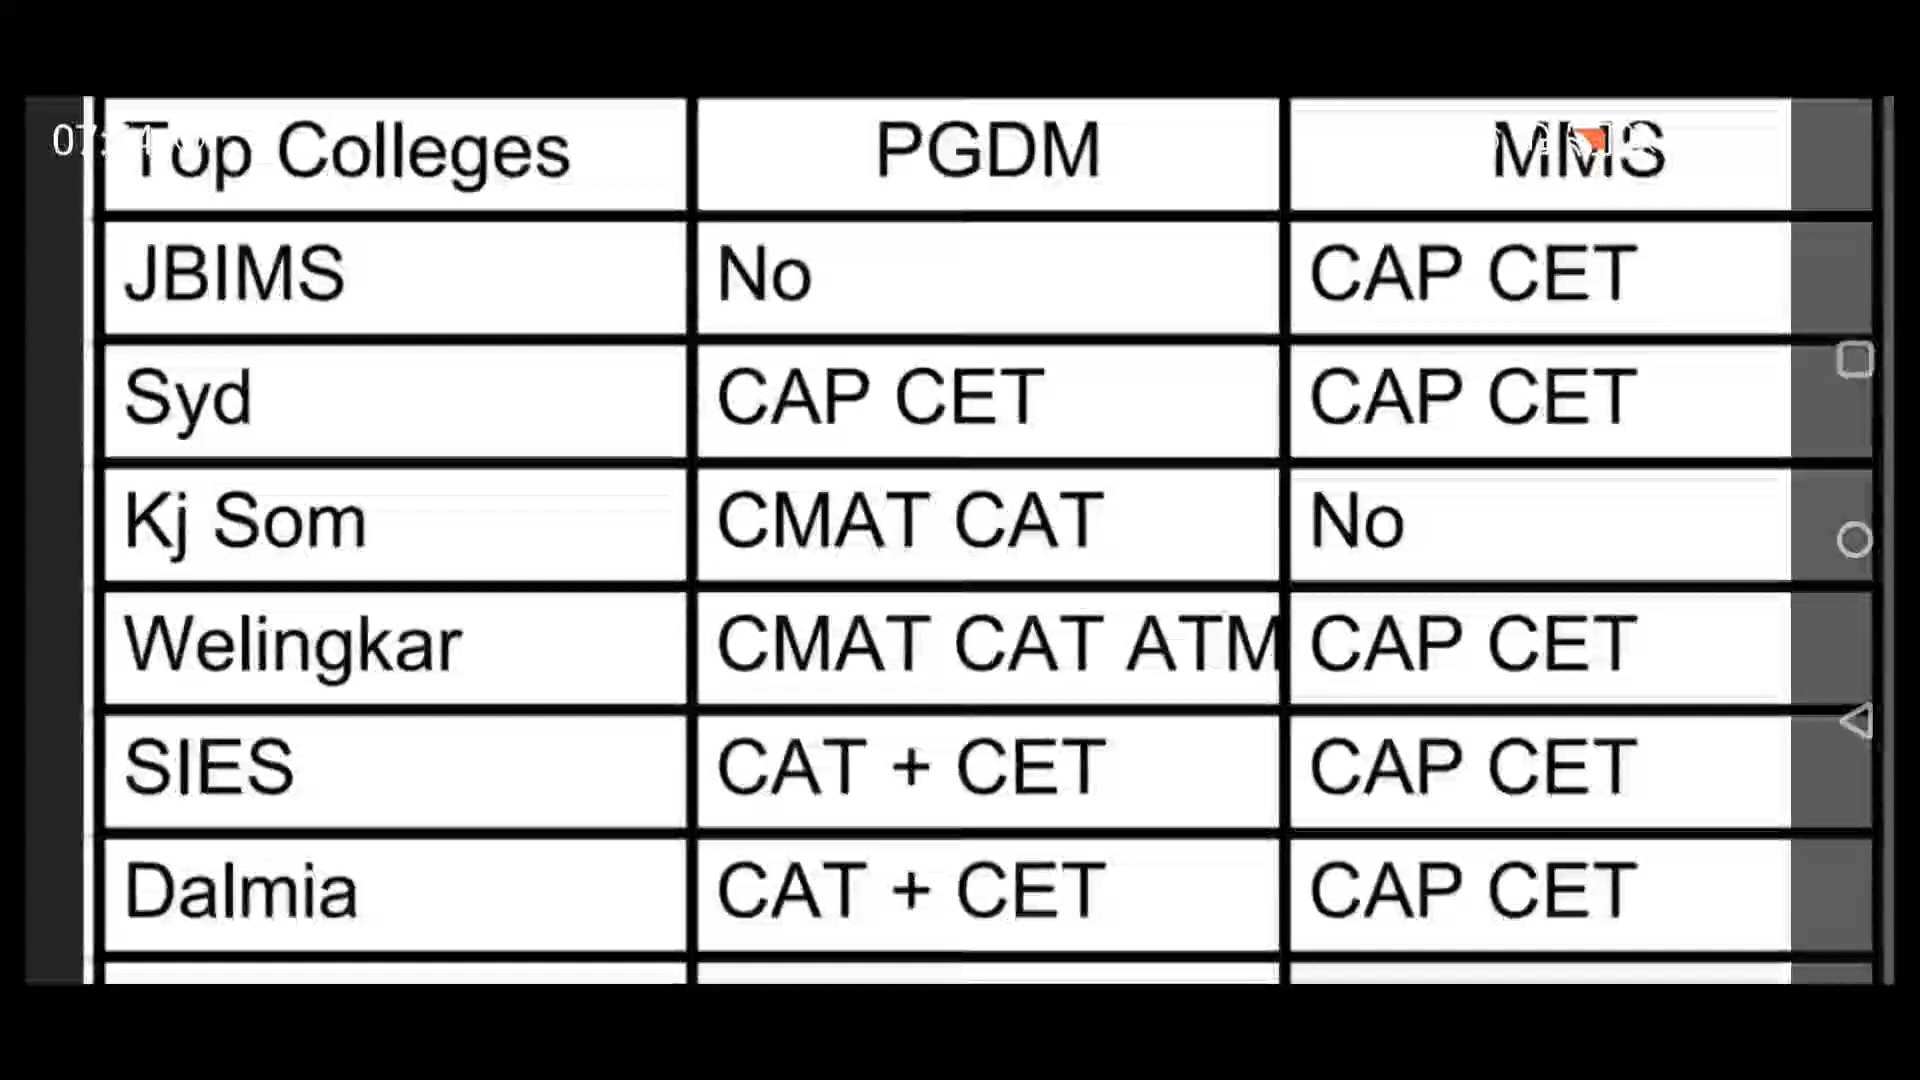 Top Colleges PGDM MMS
JBIMS No CAP CET
Syd CAP CET CAP CET
Kj Som CMAT CAT No
Welingkar CMAT CAT ATM CAP CET
SIES CAT + CET CAP CET
Dalmia CAT + CET CAP CET